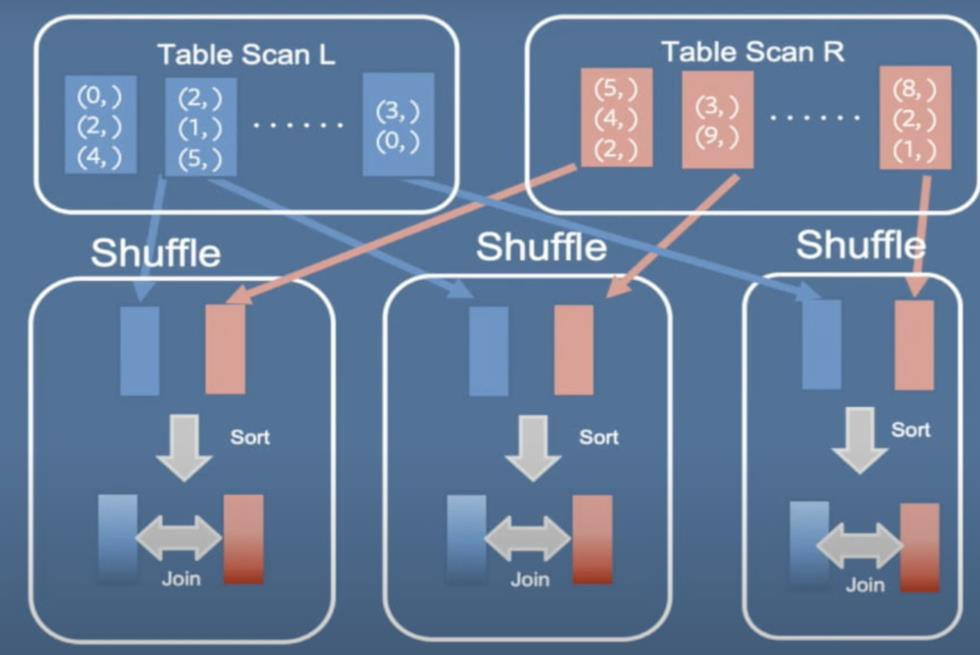 Table Scan L
(0,)
(2,)
(4,)
(2,)
(1,)
(5,)
......
(3,)
(0,)
Table Scan R
(5,)
(4,)
(2,)
(3,)
(9,)
......
(8,)
(2,)
(1,)
Shuffle
Shuffle
Shuffle
Sort
Sort
Sort
Join
Join
Join